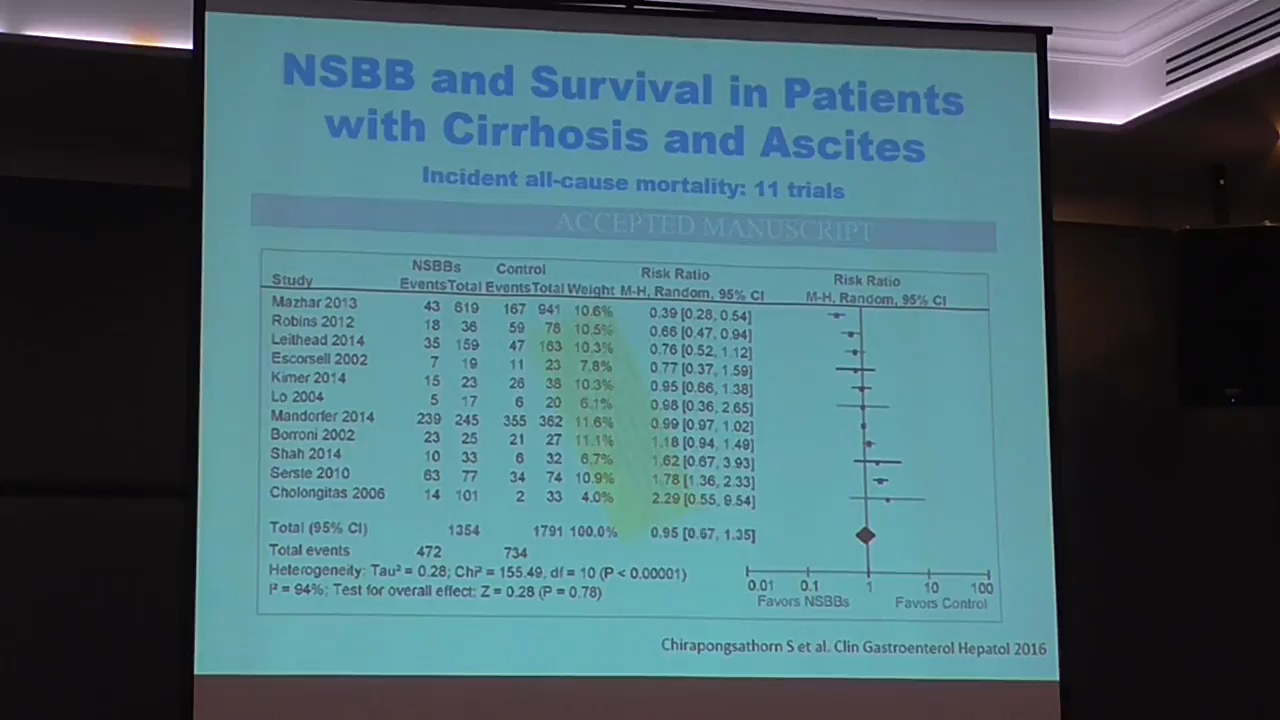 NSBB and Survival in Patients
with Cirrhosis and Ascites
Incident all-cause mortality: 11 trials
ACCEPTED MANUSCRIPT
NSBBs Control Risk Ratio Risk Ratio
Study Events Total Events Total Weight M-H, Random, 95% CI M-H, Random, 95% CI
Mazhar 2013 43 619 167 941 10.6% 0.39 [0.28, 0.54]
Robins 2012 18 36 59 78 10.5% 0.66 [0.47, 0.94]
Leithead 2014 35 159 47 163 10.3% 0.76 [0.52, 1.12]
Escorsell 2002 7 19 11 23 7.8% 0.77 [0.37, 1.59]
Kimer 2014 15 23 26 38 10.3% 0.95 [0.66, 1.38]
Lo 2004 5 17 6 20 6.1% 0.98 [0.36, 2.65]
Mandorfer 2014 239 245 355 362 11.6% 0.99 [0.97, 1.02]
Borroni 2002 23 25 21 27 11.1% 1.18 [0.94, 1.49]
Shah 2014 10 33 6 32 6.7% 1.62 [0.67, 3.93]
Serste 2010 63 77 34 74 10.9% 1.78 [1.36, 2.33]
Cholongitas 2006 14 101 2 33 4.0% 2.29 [0.55, 9.54]
Total (95% CI) 1354 1791 100.0% 0.95 [0.67, 1.35]
Total events 472 734
Heterogeneity: Tau² = 0.28; Chi² = 155.49, df = 10 (P < 0.00001)
I² = 94%; Test for overall effect: Z = 0.28 (P = 0.78)
0.01 0.1 1 10 100
Favors NSBBs Favors Control
Chirapongsathorn S et al. Clin Gastroenterol Hepatol 2016